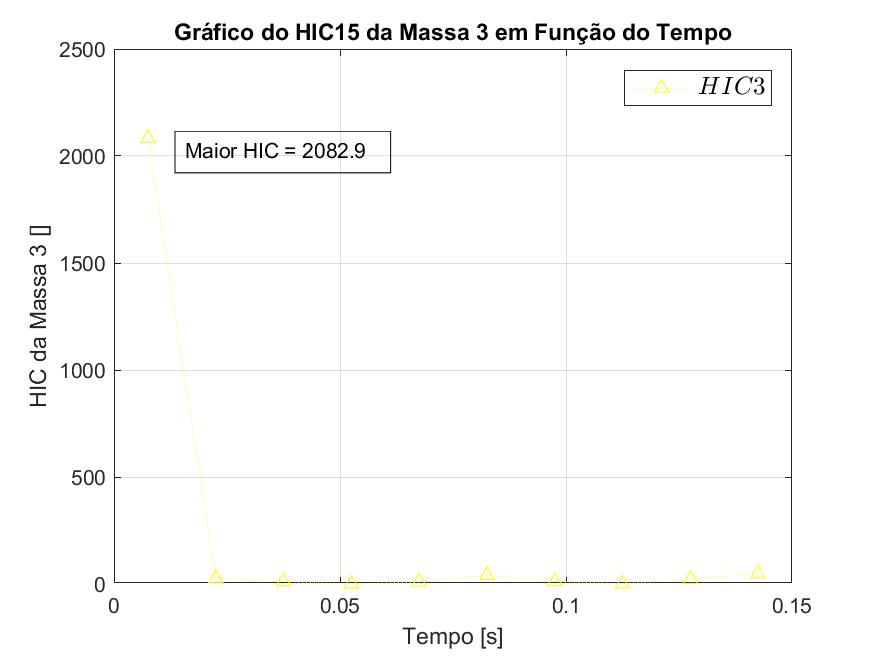 Gráfico do HIC15 da Massa 3 em Função do Tempo
2500
HIC3
Maior HIC = 2082.9
2000
1500
HIC da Massa 3 []
1000
500
0
0 0.05 0.1 0.15
Tempo [s]